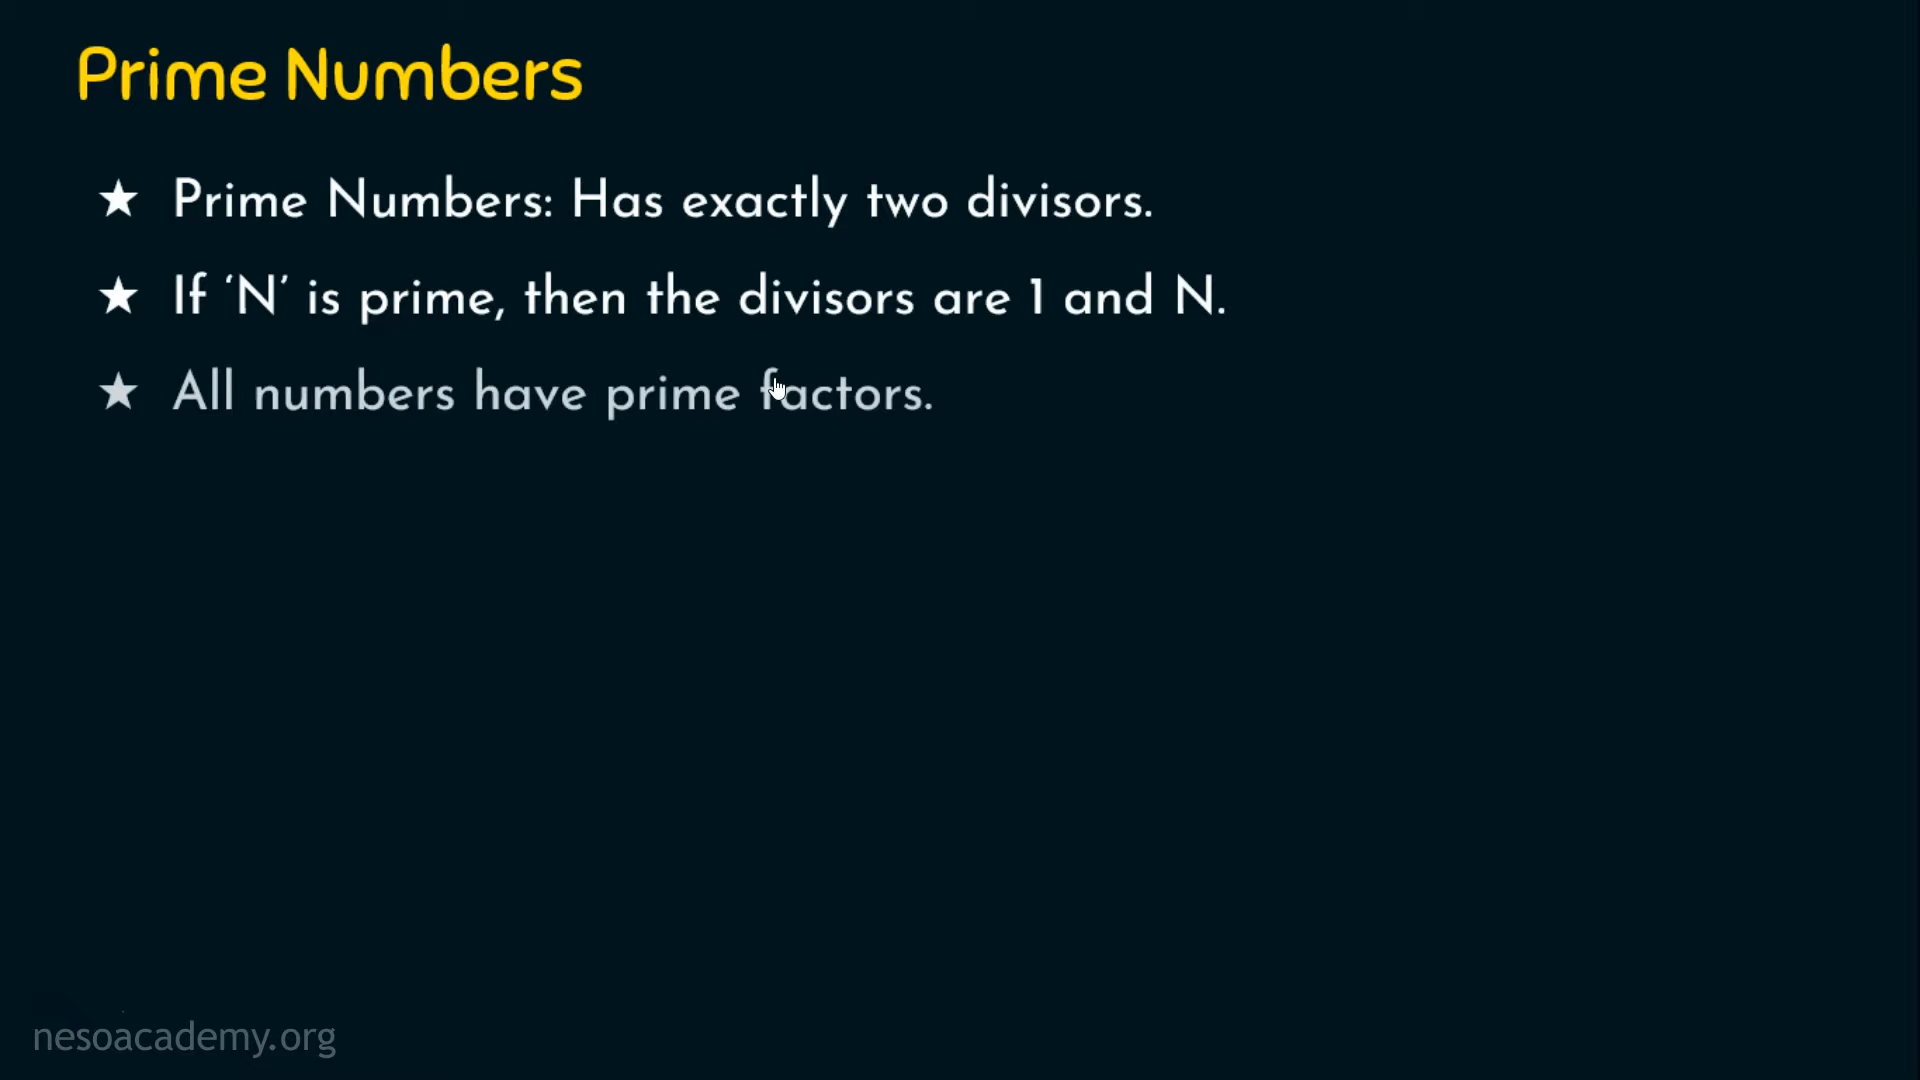 Prime Numbers
★ Prime Numbers: Has exactly two divisors.
★ If ‘N’ is prime, then the divisors are 1 and N.
★ All numbers have prime factors.
nesoacademy.org